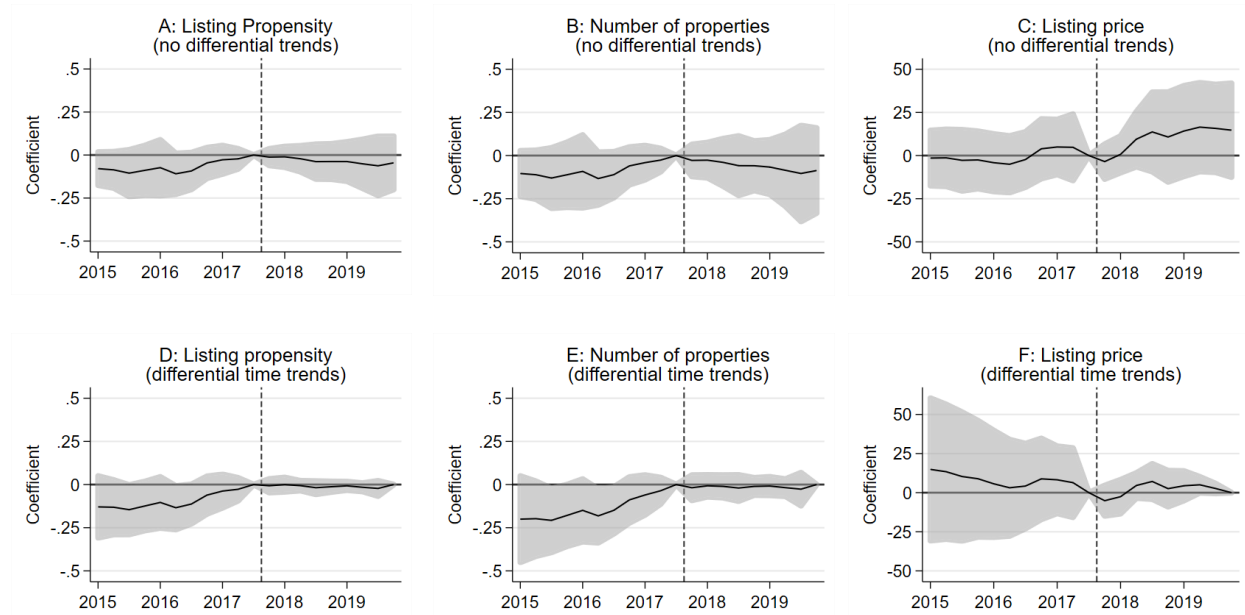 A: Listing Propensity
(no differential trends)
.5
.25
0
-.25
-.5
Coefficient
2015 2016 2017 2018 2019
B: Number of properties
(no differential trends)
.5
.25
0
-.25
-.5
Coefficient
2015 2016 2017 2018 2019
C: Listing price
(no differential trends)
50
25
0
-25
-50
Coefficient
2015 2016 2017 2018 2019
D: Listing propensity
(differential time trends)
.5
.25
0
-.25
-.5
Coefficient
2015 2016 2017 2018 2019
E: Number of properties
(differential time trends)
.5
.25
0
-.25
-.5
Coefficient
2015 2016 2017 2018 2019
F: Listing price
(differential time trends)
50
25
0
-25
-50
Coefficient
2015 2016 2017 2018 2019